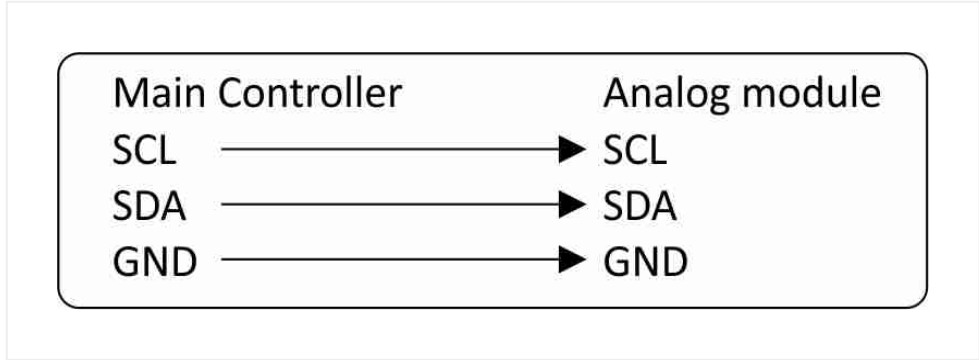 Main Controller Analog module
SCL SCL
SDA SDA
GND GND